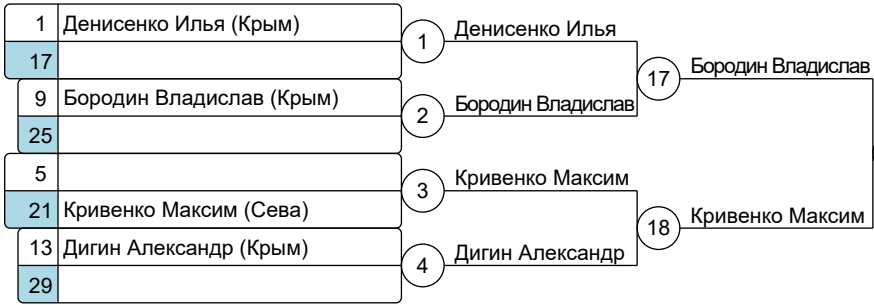 1 Денисенко Илья (Крым)
17
1
Денисенко Илья
9 Бородин Владислав (Крым)
25
2
Бородин Владислав
17
Бородин Владислав
5
21 Кривенко Максим (Сева)
3
Кривенко Максим
13 Дигин Александр (Крым)
29
4
Дигин Александр
18
Кривенко Максим